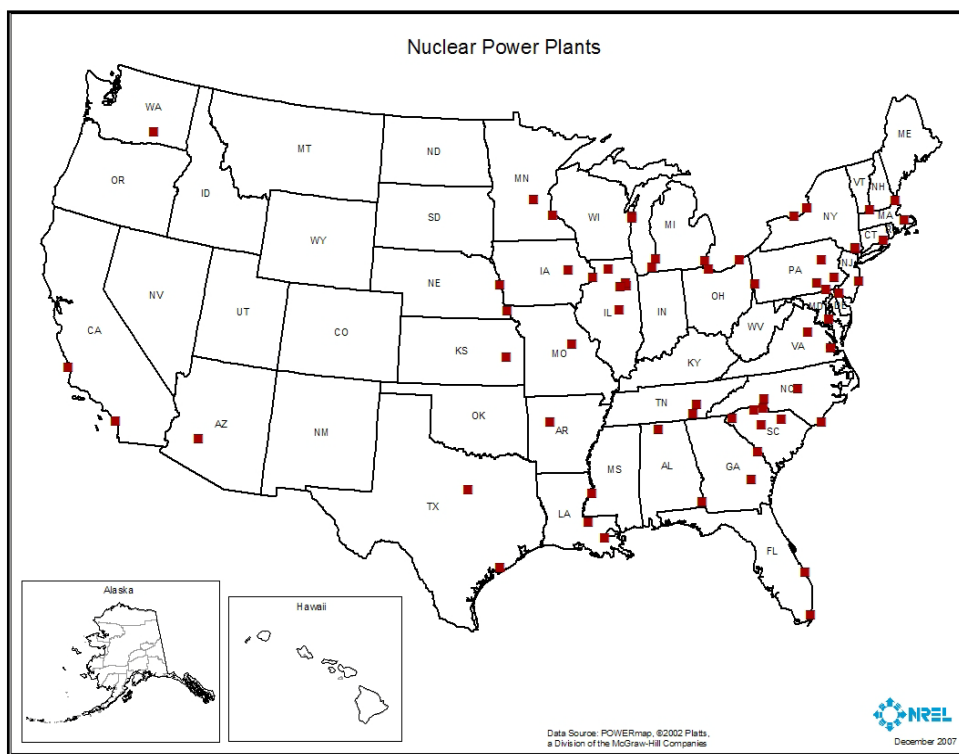 Nuclear Power Plants
WA
MT
ND
MN
ME
VT
NH
OR
ID
SD
WI
MI
NY
MA
CT
WY
IA
NE
PA
NJ
NV
UT
CO
IL
IN
OH
MD
DE
CA
KS
MO
WV
VA
KY
AZ
NM
OK
AR
TN
NC
SC
MS
AL
GA
TX
LA
FL
Alaska
Hawaii
Data Source: POWERmap, ©2002 Platts,
a Division of the McGraw-Hill Companies
NREL
December 2007